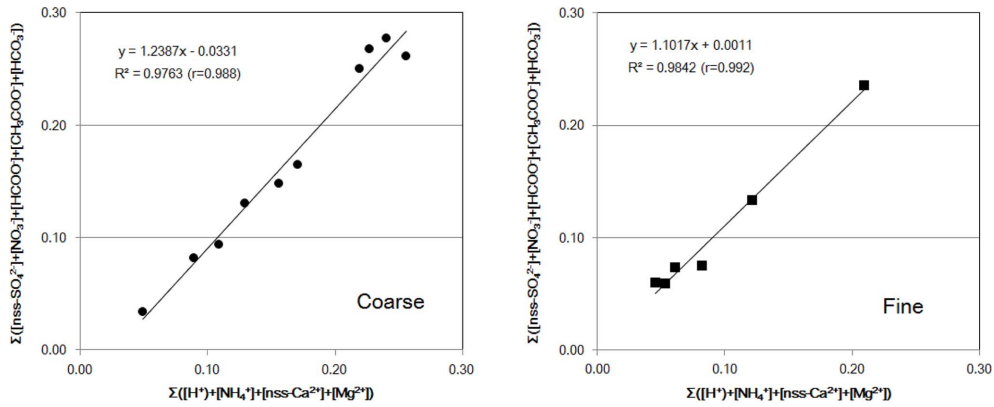 Σ([nss-SO₄²⁻]+[NO₃⁻]+[HCOO⁻]+[CH₃COO⁻]+[HCO₃⁻])
0.30
y = 1.2387x - 0.0331
R² = 0.9763 (r=0.988)
0.20
0.10
Coarse
0.00
0.00 0.10 0.20 0.30
Σ([H⁺)+[NH₄⁺]+[nss-Ca²⁺]+[Mg²⁺])
Σ([nss-SO₄²⁻]+[NO₃⁻]+[HCOO⁻]+[CH₃COO⁻]+[HCO₃⁻])
0.30
y = 1.1017x + 0.0011
R² = 0.9842 (r=0.992)
0.20
0.10
Fine
0.00
0.00 0.10 0.20 0.30
Σ([H⁺)+[NH₄⁺]+[nss-Ca²⁺]+[Mg²⁺])